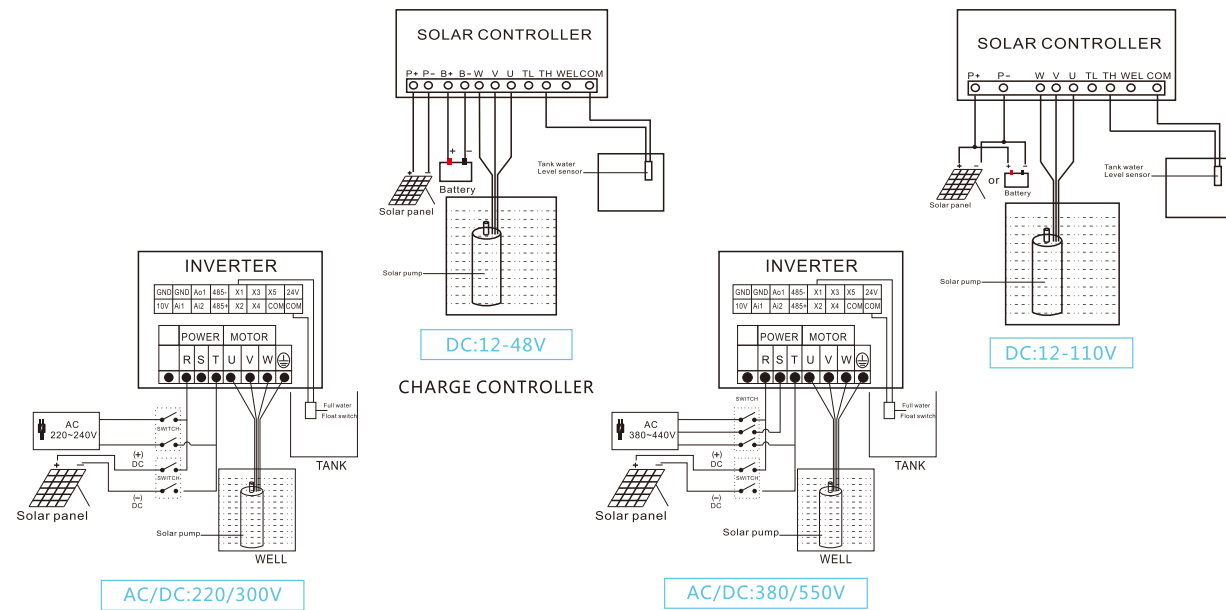 SOLAR CONTROLLER
P+ P- B+ B- W V U TL TH WEL COM
+ -
+ -
Battery
Solar panel
Tank water
Level sensor
Solar pump
DC:12-48V
CHARGE CONTROLLER
SOLAR CONTROLLER
P+ P- W V U TL TH WEL COM
+ - + -
or
Battery
Solar panel
Tank water
Level sensor
Solar pump
DC:12-110V
INVERTER
GND GND Ao1 485- X1 X3 X5 24V
10V Ai1 Ai2 485+ X2 X4 COM COM
POWER MOTOR
R S T U V W
AC
220~240V
SWITCH
(+)
DC
SWITCH
(-)
DC
+ -
Solar panel
Full water
Float switch
TANK
Solar pump
WELL
AC/DC:220/300V
INVERTER
GND GND Ao1 485- X1 X3 X5 24V
10V Ai1 Ai2 485+ X2 X4 COM COM
POWER MOTOR
R S T U V W
SWITCH
AC
380~440V
(+)
DC
SWITCH
(-)
DC
+ -
Solar panel
Full water
Float switch
TANK
Solar pump
WELL
AC/DC:380/550V